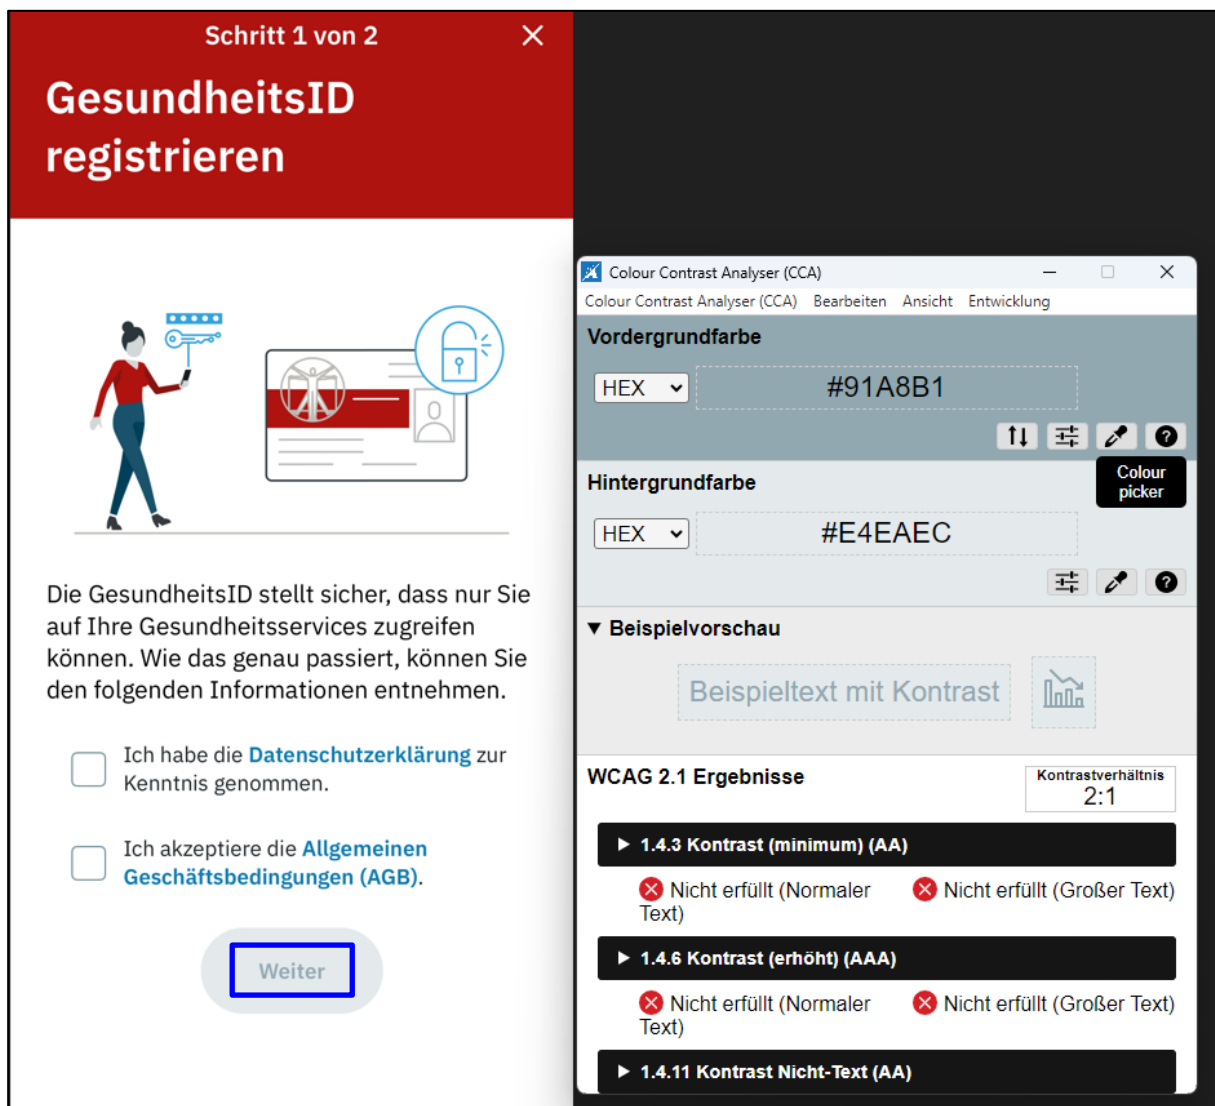 Schritt 1 von 2
GesundheitsID
registrieren
Die GesundheitsID stellt sicher, dass nur Sie
auf Ihre Gesundheitsservices zugreifen
können. Wie das genau passiert, können Sie
den folgenden Informationen entnehmen.
Ich habe die Datenschutzerklärung zur
Kenntnis genommen.
Ich akzeptiere die Allgemeinen
Geschäftsbedingungen (AGB).
Weiter
Colour Contrast Analyser (CCA)
Colour Contrast Analyser (CCA) Bearbeiten Ansicht Entwicklung
Vordergrundfarbe
HEX #91A8B1
Colour
picker
Hintergrundfarbe
HEX #E4EAEC
Beispielvorschau
Beispieltext mit Kontrast
WCAG 2.1 Ergebnisse
Kontrastverhältnis
2:1
1.4.3 Kontrast (minimum) (AA)
Nicht erfüllt (Normaler
Text)
Nicht erfüllt (Großer Text)
1.4.6 Kontrast (erhöht) (AAA)
Nicht erfüllt (Normaler
Text)
Nicht erfüllt (Großer Text)
1.4.11 Kontrast Nicht-Text (AA)